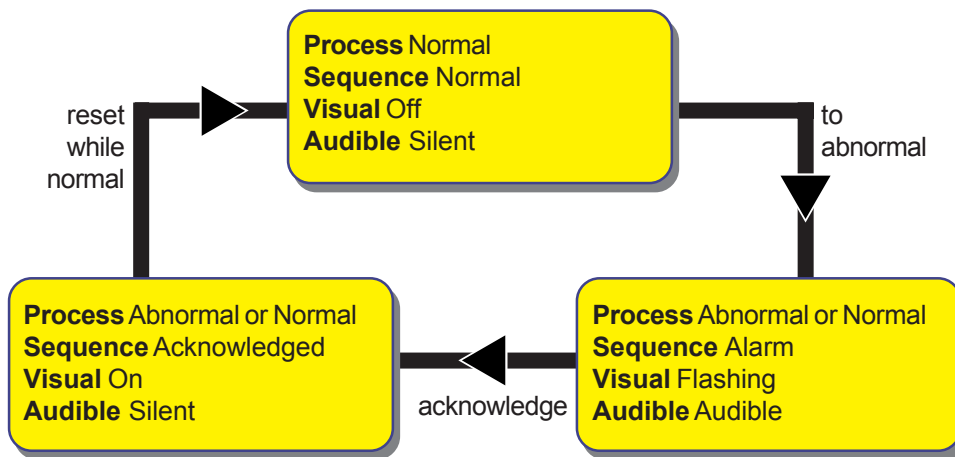 Process Normal
Sequence Normal
Visual Off
Audible Silent
reset
while
normal
to
abnormal
Process Abnormal or Normal
Sequence Acknowledged
Visual On
Audible Silent
acknowledge
Process Abnormal or Normal
Sequence Alarm
Visual Flashing
Audible Audible